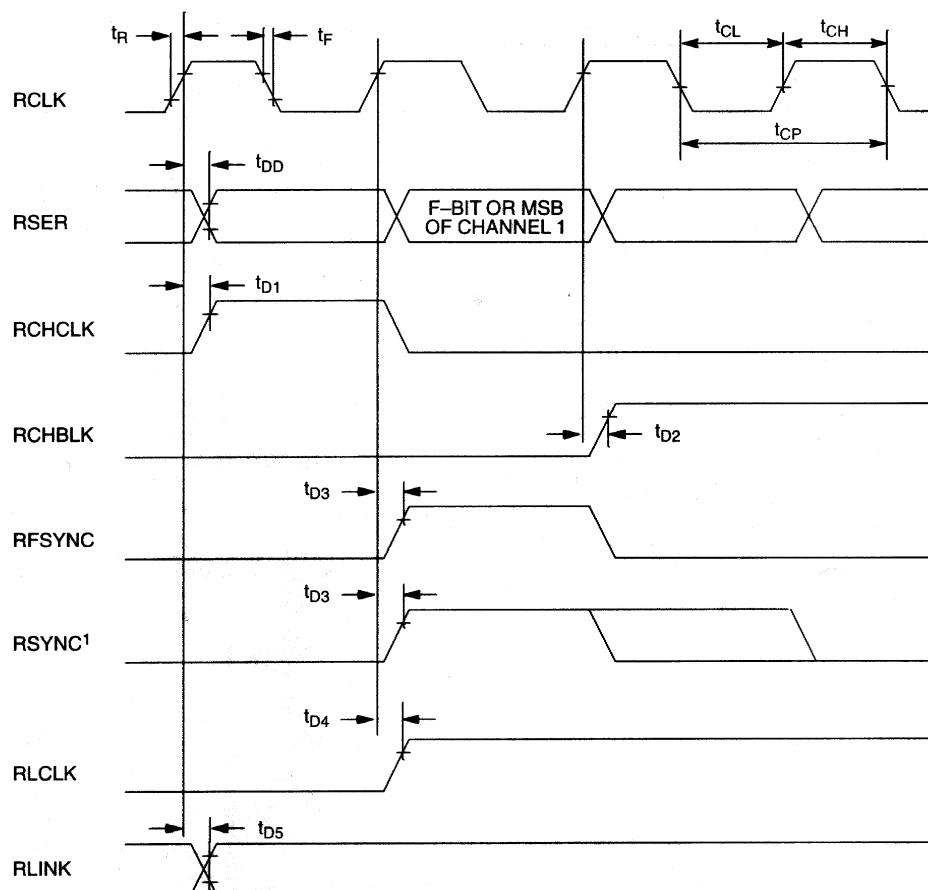 tR
tF
tCL
tCH
RCLK
tCP
tDD
RSER
F–BIT OR MSB
OF CHANNEL 1
tD1
RCHCLK
RCHBLK
tD2
tD3
RFSYNC
tD3
RSYNC1
tD4
RLCLK
tD5
RLINK